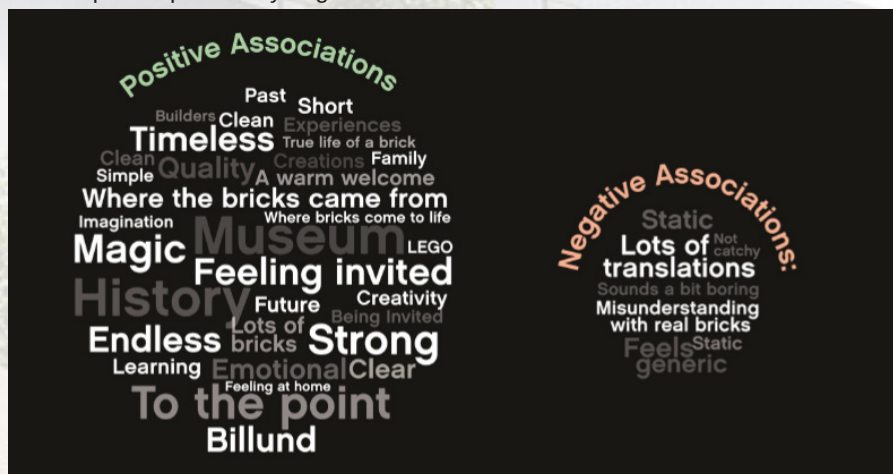 Positive Associations
Past
Short
Builders Clean Experiences
Timeless True life of a brick
Clean Quality Creations Family
Simple A warm welcome
Where the bricks came from
Imagination Where bricks come to life
Magic Museum LEGO
Feeling invited
History Future Creativity
Being Invited
Endless Lots of bricks Strong
Learning Emotional Clear
Feeling at home
To the point
Billund
Negative Associations:
Static
Lots of Not catchy
translations
Sounds a bit boring
Misunderstanding
with real bricks
Feels Static
generic